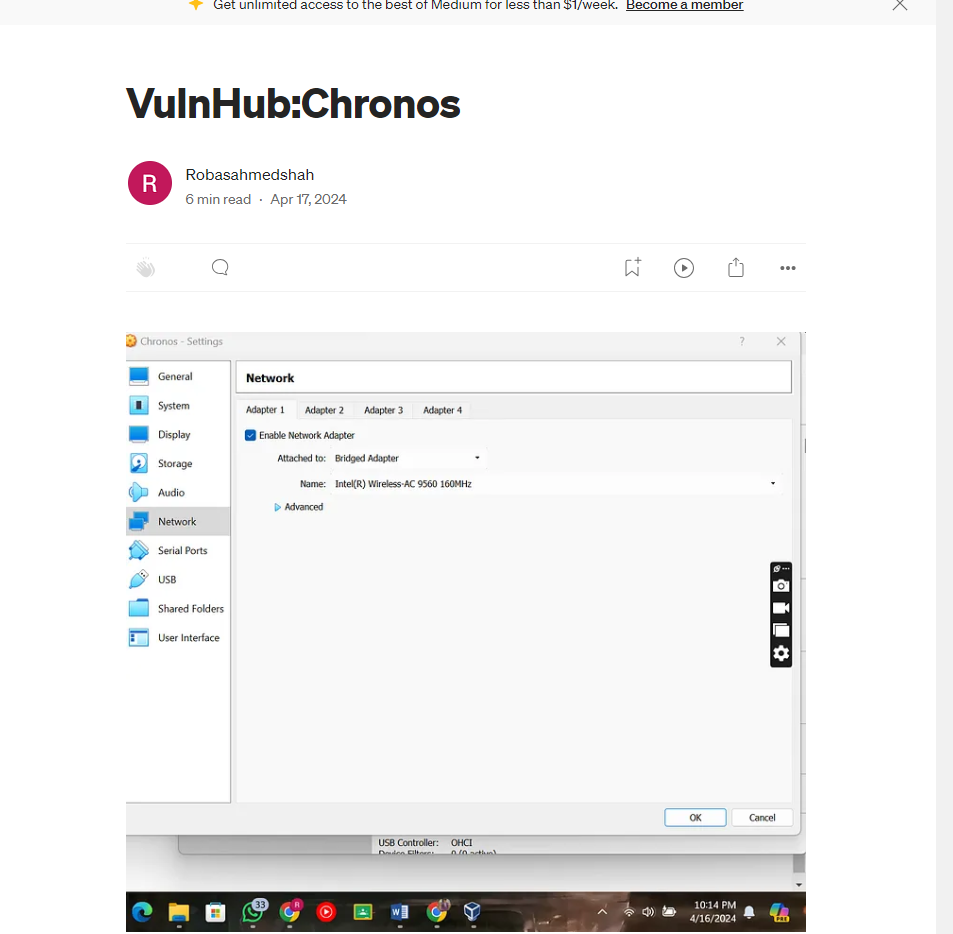 Get unlimited access to the best of Medium for less than $1/week. Become a member
VulnHub:Chronos
R
Robasahmedshah
6 min read · Apr 17, 2024
Chronos - Settings
General
System
Display
Storage
Audio
Network
Serial Ports
USB
Shared Folders
User Interface
Network
Adapter 1 Adapter 2 Adapter 3 Adapter 4
Enable Network Adapter
Attached to: Bridged Adapter
Name: Intel(R) Wireless-AC 9560 160MHz
Advanced
OK Cancel
USB Controller: OHCI
Device Filters: 0 (0 active)
33
R
10:14 PM
4/16/2024
PRE